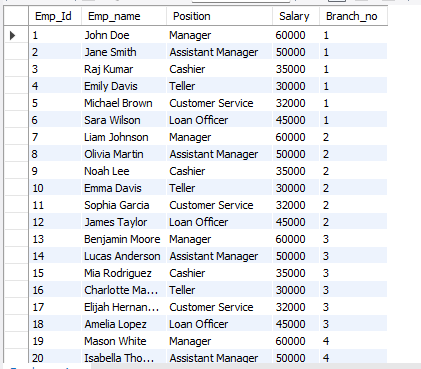 Emp_Id Emp_name Position Salary Branch_no
1 John Doe Manager 60000 1
2 Jane Smith Assistant Manager 50000 1
3 Raj Kumar Cashier 35000 1
4 Emily Davis Teller 30000 1
5 Michael Brown Customer Service 32000 1
6 Sara Wilson Loan Officer 45000 1
7 Liam Johnson Manager 60000 2
8 Olivia Martin Assistant Manager 50000 2
9 Noah Lee Cashier 35000 2
10 Emma Davis Teller 30000 2
11 Sophia Garcia Customer Service 32000 2
12 James Taylor Loan Officer 45000 2
13 Benjamin Moore Manager 60000 3
14 Lucas Anderson Assistant Manager 50000 3
15 Mia Rodriguez Cashier 35000 3
16 Charlotte Ma... Teller 30000 3
17 Elijah Hernan... Customer Service 32000 3
18 Amelia Lopez Loan Officer 45000 3
19 Mason White Manager 60000 4
20 Isabella Tho... Assistant Manager 50000 4